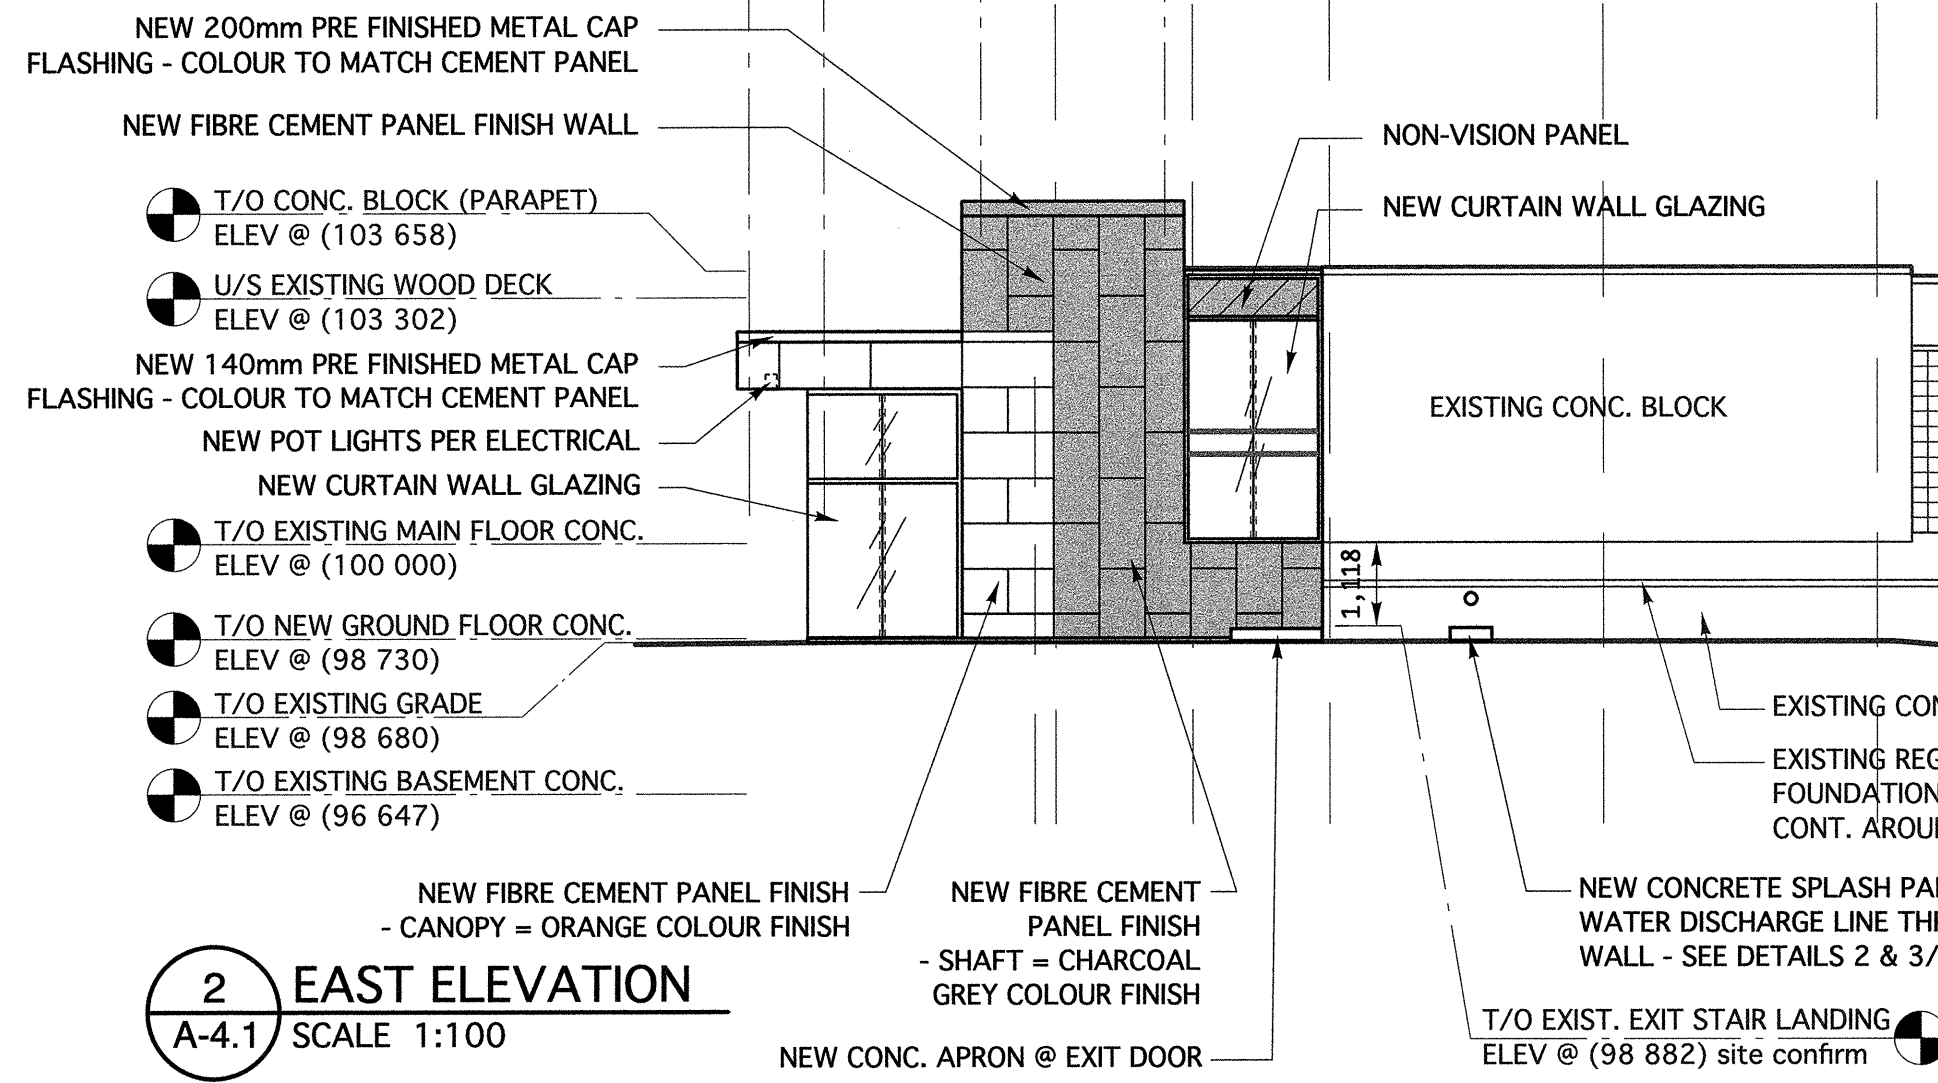 NEW 200mm PRE FINISHED METAL CAP
FLASHING - COLOUR TO MATCH CEMENT PANEL
NEW FIBRE CEMENT PANEL FINISH WALL
T/O CONC. BLOCK (PARAPET)
ELEV @ (103 658)
U/S EXISTING WOOD DECK
ELEV @ (103 302)
NEW 140mm PRE FINISHED METAL CAP
FLASHING - COLOUR TO MATCH CEMENT PANEL
NEW POT LIGHTS PER ELECTRICAL
NEW CURTAIN WALL GLAZING
T/O EXISTING MAIN FLOOR CONC.
ELEV @ (100 000)
T/O NEW GROUND FLOOR CONC.
ELEV @ (98 730)
T/O EXISTING GRADE
ELEV @ (98 680)
T/O EXISTING BASEMENT CONC.
ELEV @ (96 647)
NON-VISION PANEL
NEW CURTAIN WALL GLAZING
EXISTING CONC. BLOCK
1,118
EXISTING
EXISTING
FOUNDATION
CONT.
NEW FIBRE CEMENT PANEL FINISH
- CANOPY = ORANGE COLOUR FINISH
NEW FIBRE CEMENT
PANEL FINISH
- SHAFT = CHARCOAL
GREY COLOUR FINISH
NEW CONC. APRON @ EXIT DOOR
NEW CONCRETE SPLASH
WATER DISCHARGE LINE
WALL - SEE DETAILS 2 & 3/
T/O EXIST. EXIT STAIR LANDING
ELEV @ (98 882) site confirm
2
A-4.1
EAST ELEVATION
SCALE 1:100